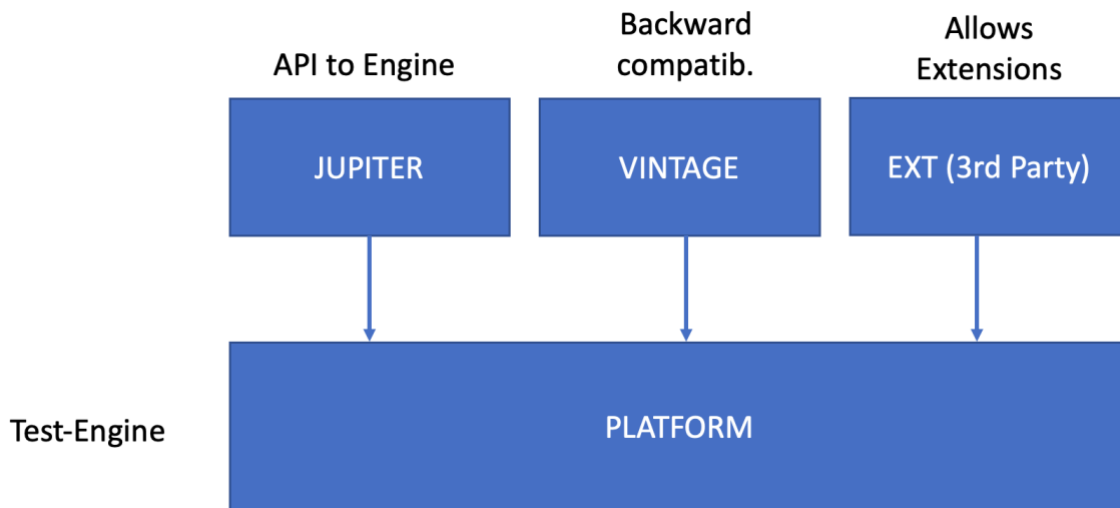 API to Engine
Backward
compatib.
Allows
Extensions
JUPITER
VINTAGE
EXT (3rd Party)
Test-Engine
PLATFORM